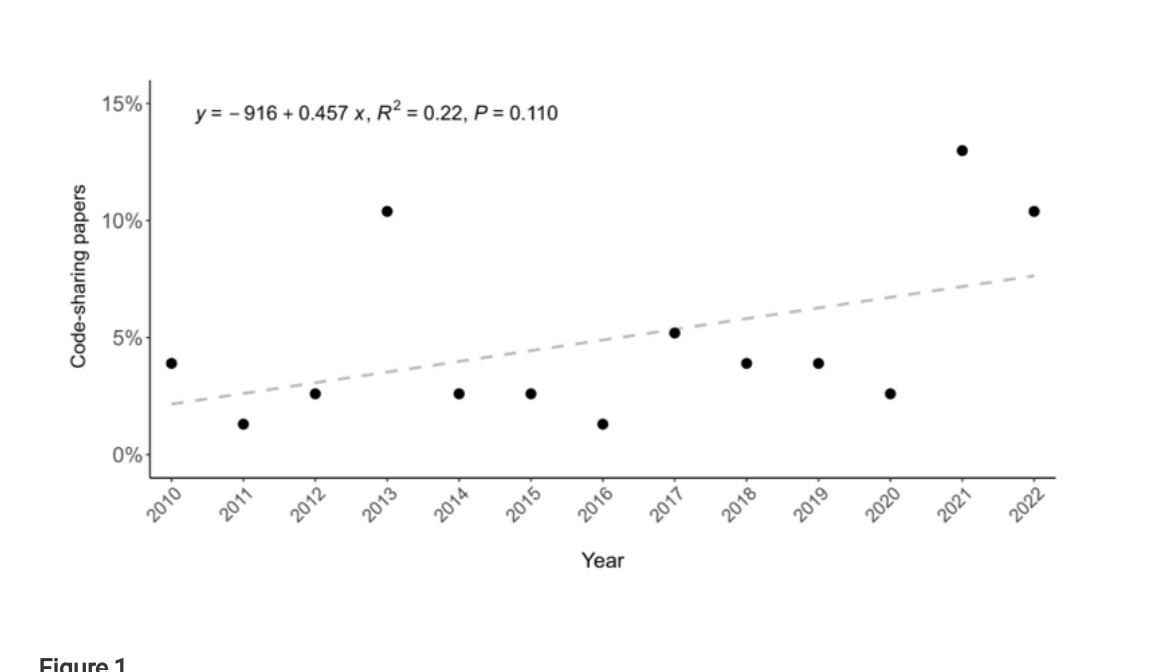 15%
y = − 916 + 0.457 x, R² = 0.22, P = 0.110
10%
Code-sharing papers
5%
0%
2010 2011 2012 2013 2014 2015 2016 2017 2018 2019 2020 2021 2022
Year
Figure 1